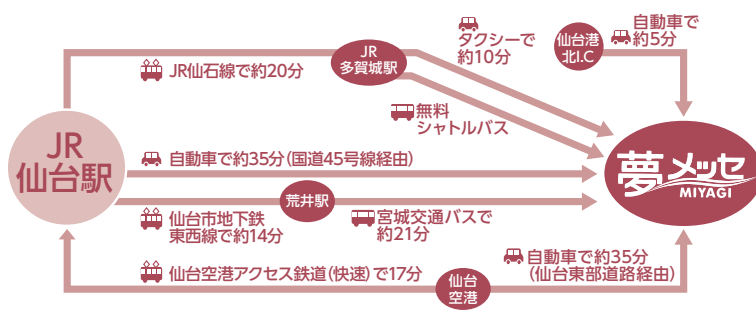 JR
仙台駅
JR仙石線で約20分
JR
多賀城駅
タクシーで
約10分
無料
シャトルバス
仙台港
北I.C
自動車で
約5分
自動車で約35分(国道45号線経由)
夢メッセ
MIYAGI
仙台市地下鉄
東西線で約14分
荒井駅
宮城交通バスで
約21分
仙台空港アクセス鉄道(快速)で17分
仙台
空港
自動車で約35分
(仙台東部道路経由)